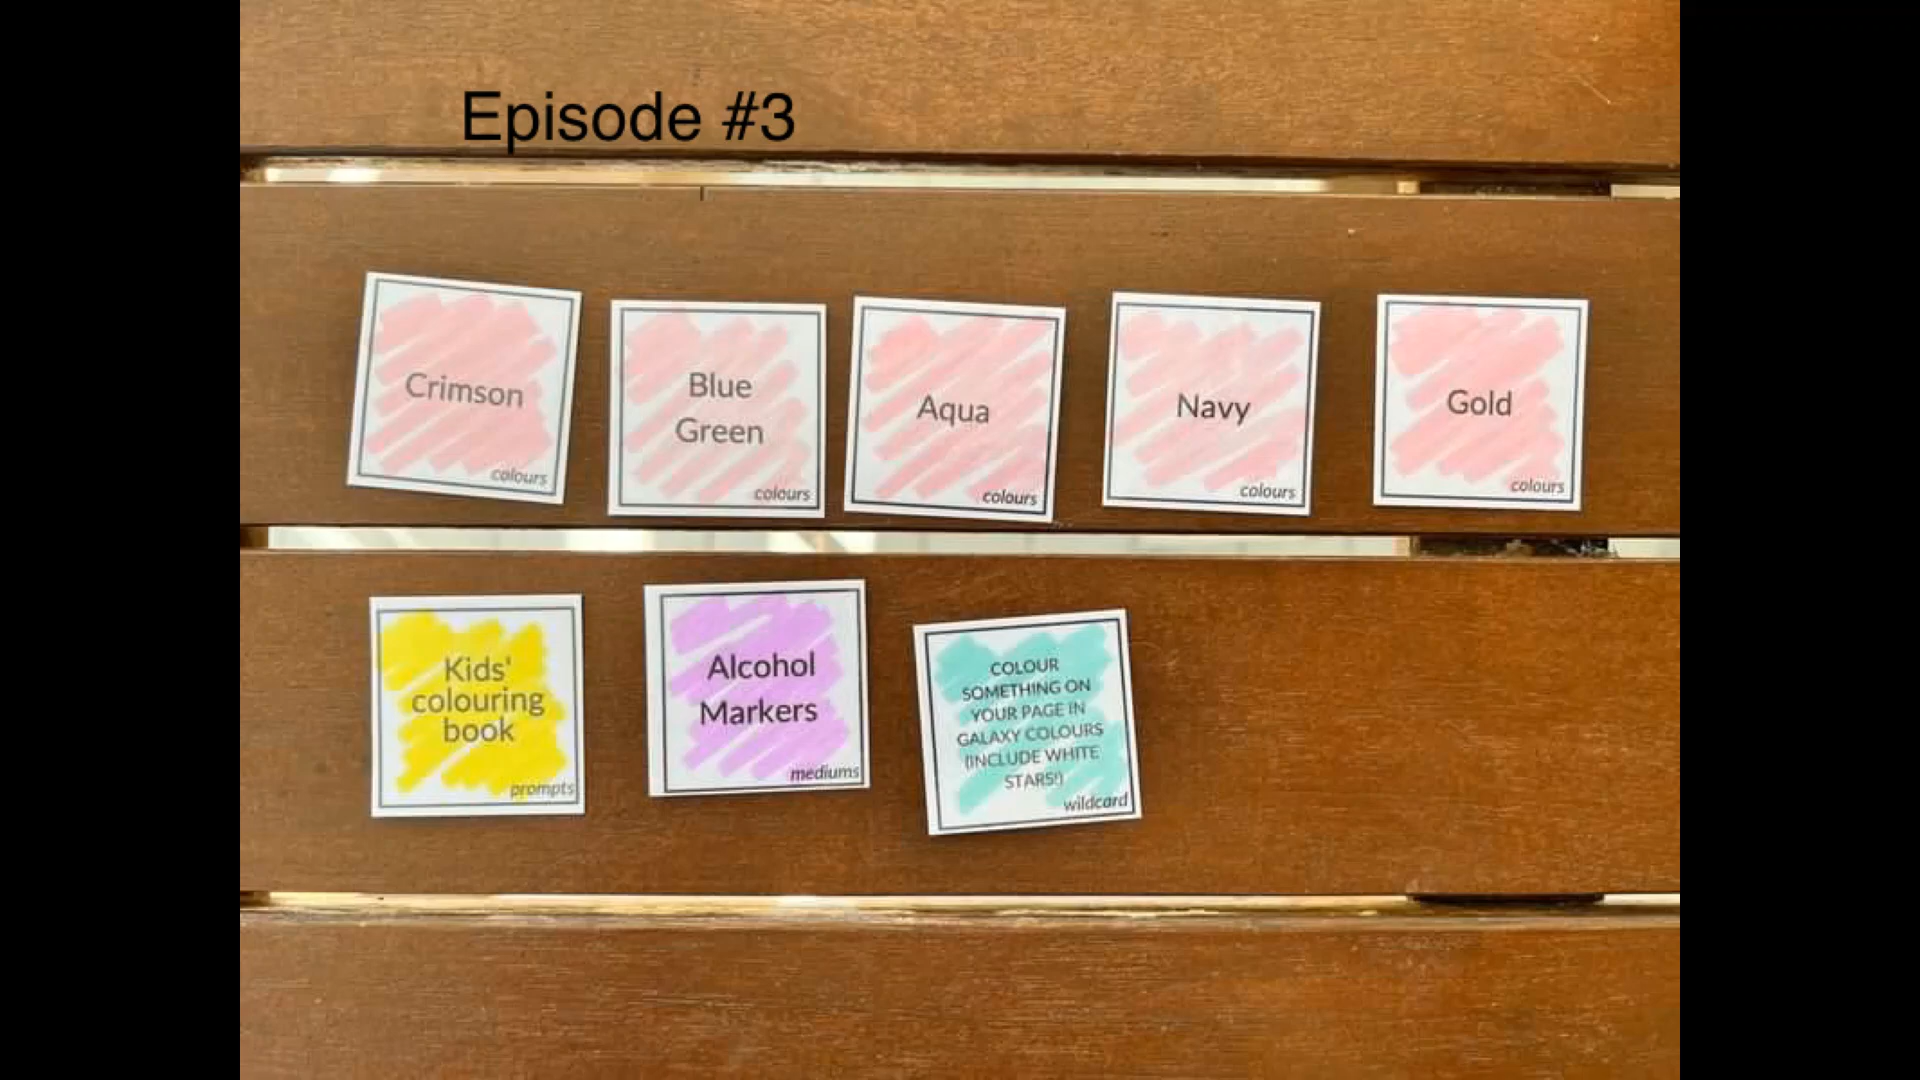 Episode #3
Crimson
colours
Blue
Green
colours
Aqua
colours
Navy
colours
Gold
colours
Kids'
colouring
book
prompts
Alcohol
Markers
mediums
COLOUR
SOMETHING ON
YOUR PAGE IN
GALAXY COLOURS
(INCLUDE WHITE
STARS!)
wildcard